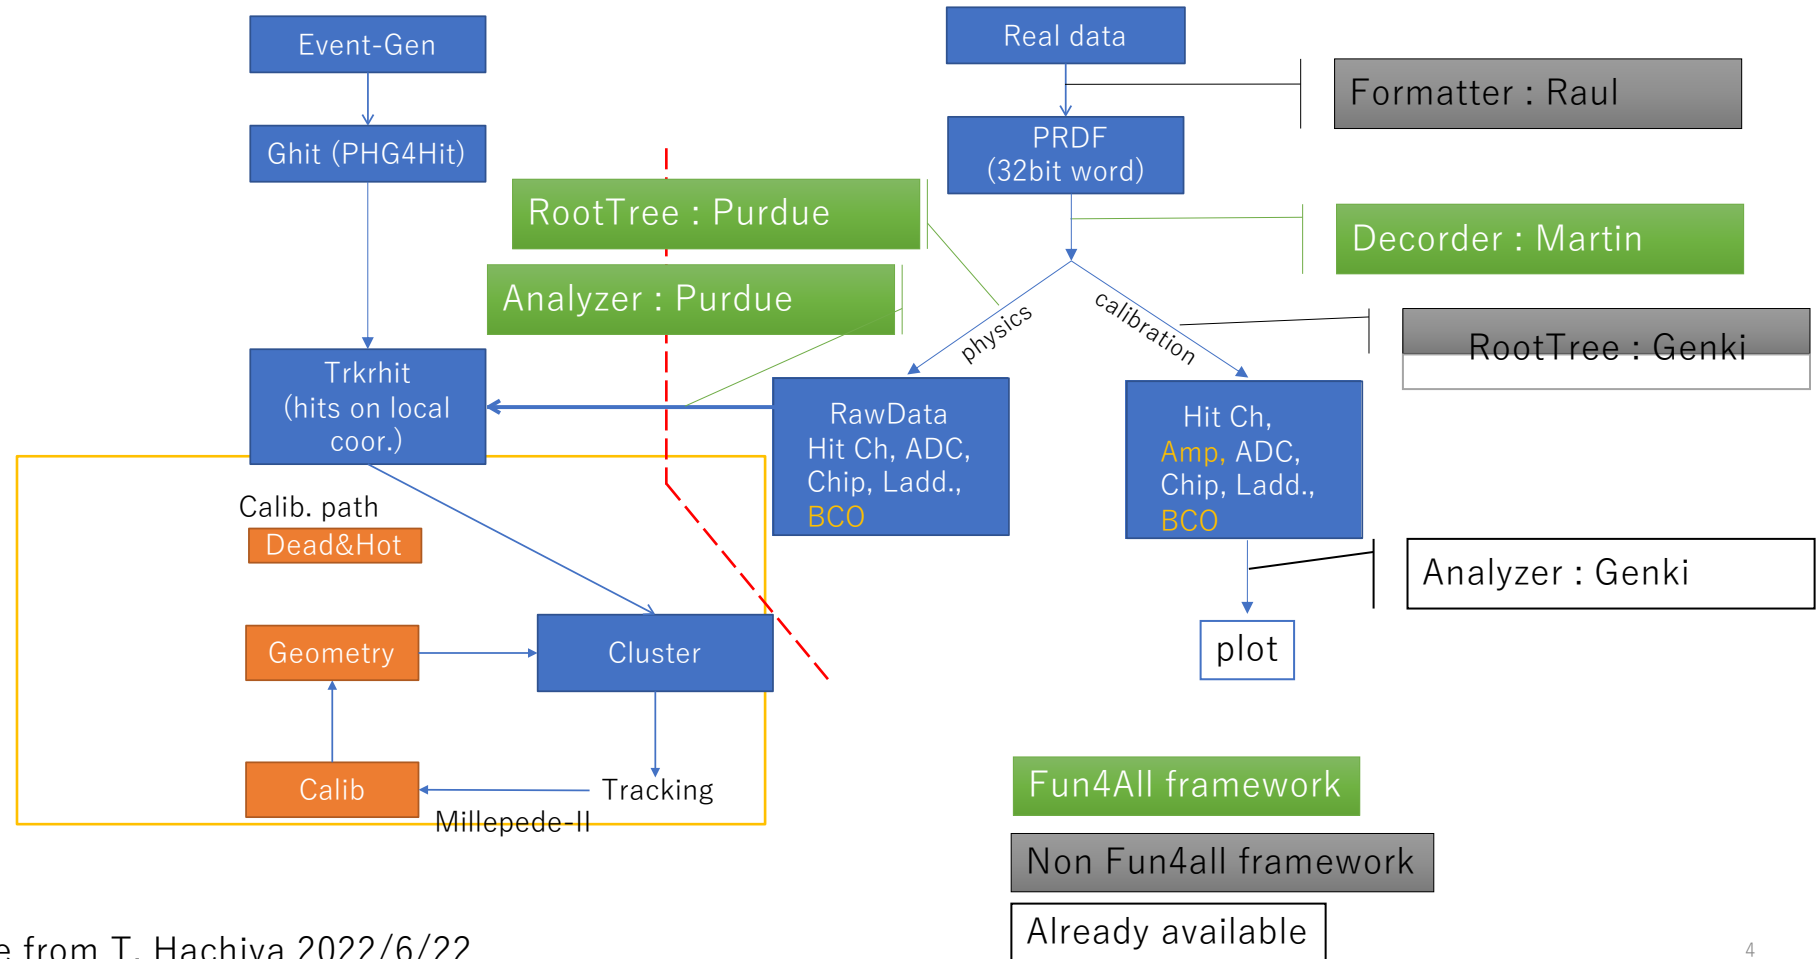 Event-Gen
Real data
Formatter : Raul
Ghit (PHG4Hit)
PRDF
(32bit word)
RootTree : Purdue
Decorder : Martin
Analyzer : Purdue
physics
calibration
RootTree : Genki
Trkrhit
(hits on local
coor.)
RawData
Hit Ch, ADC,
Chip, Ladd.,
BCO
Hit Ch,
Amp, ADC,
Chip, Ladd.,
BCO
Calib. path
Dead&Hot
Analyzer : Genki
Geometry
Cluster
plot
Calib
Tracking
Millepede-II
Fun4All framework
Non Fun4all framework
Already available
from T. Hachiya 2022/6/22
4